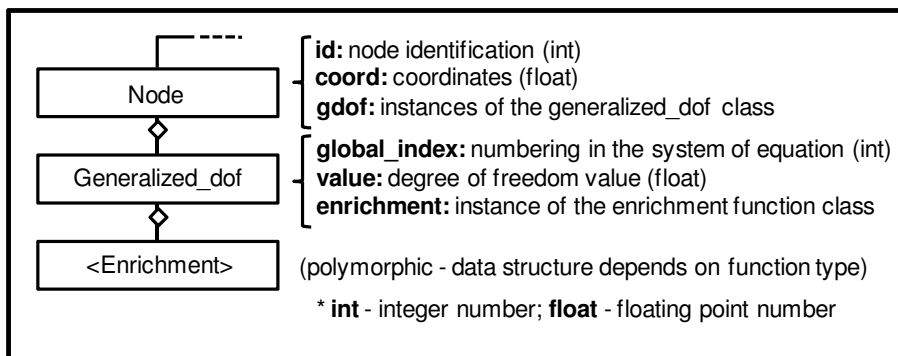 id: node identification (int)
coord: coordinates (float)
Node
gdof: instances of the generalized_dof class
global_index: numbering in the system of equation (int)
Generalized_dof
value: degree of freedom value (float)
enrichment: instance of the enrichment function class
<Enrichment>
(polymorphic - data structure depends on function type)
* int - integer number; float - floating point number